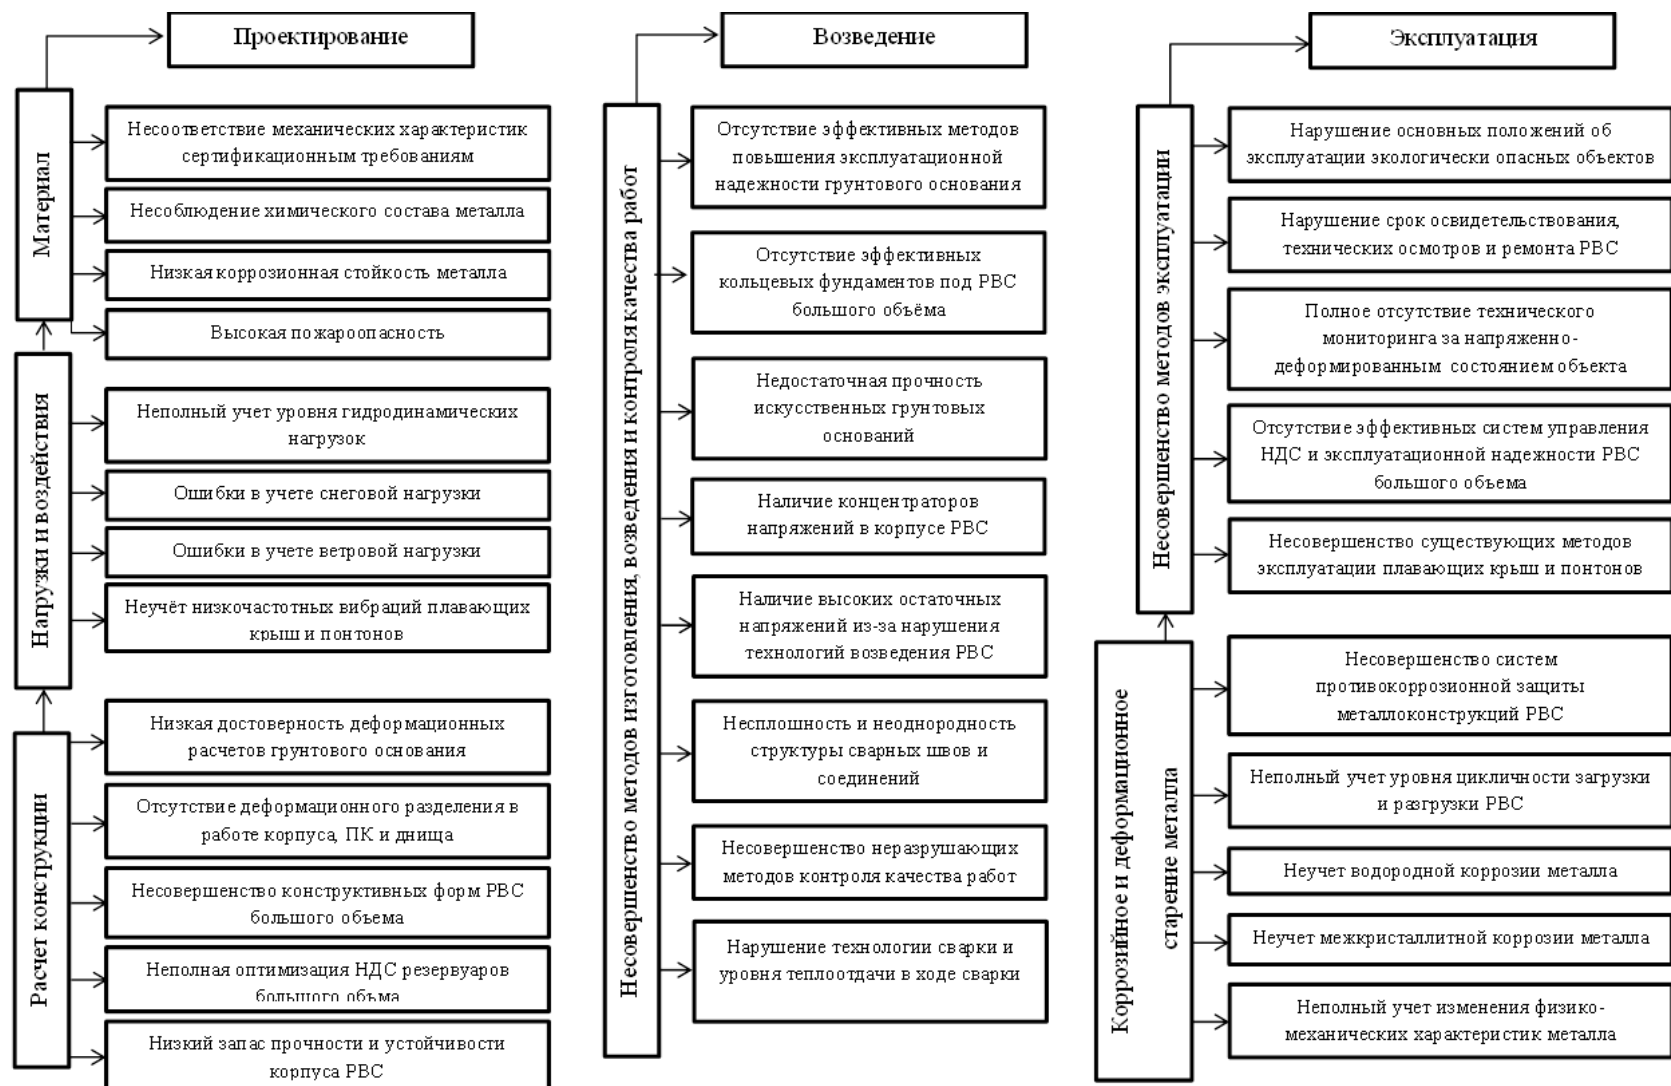 Проектирование
Материал
Несоответствие механических характеристик
сертификационным требованиям
Несоблюдение химического состава металла
Низкая коррозионная стойкость металла
Высокая пожароопасность
Нагрузки и воздействия
Неполный учет уровня гидродинамических
нагрузок
Ошибки в учете снеговой нагрузки
Ошибки в учете ветровой нагрузки
Неучёт низкочастотных вибраций плавающих
крыш и понтонов
Расчет конструкции
Низкая достоверность деформационных
расчетов грунтового основания
Отсутствие деформационного разделения в
работе корпуса, ПК и днища
Несовершенство конструктивных форм РВС
большого объема
Неполная оптимизация НДС резервуаров
большого объма
Низкий запас прочности и устойчивости
корпуса РВС
Возведение
Несовершенство методов изготовления, возведения и контроля качества работ
Отсутствие эффективных методов
повышения эксплуатационной
надежности грунтового основания
Отсутствие эффективных
кольцевых фундаментов под РВС
большого объёма
Недостаточная прочность
искусственных грунтовых
оснований
Наличие концентраторов
напряжений в корпусе РВС
Наличие высоких остаточных
напряжений из-за нарушения
технологий возведения РВС
Несплошность и неоднородность
структуры сварных швов и
соединений
Несовершенство неразрушающих
методов контроля качества работ
Нарушение технологии сварки и
уровня теплоотдачи в ходе сварки
Эксплуатация
Несовершенство методов эксплуатации
Нарушение основных положений об
эксплуатации экологически опасных объектов
Нарушение срок освидетельствования,
технических осмотров и ремонта РВС
Полное отсутствие технического
мониторинга за напряженно-
деформированным состоянием объекта
Отсутствие эффективных систем управления
НДС и эксплуатационной надежности РВС
большого объема
Несовершенство существующих методов
эксплуатации плавающих крыш и понтонов
Коррозийное и деформационное
старение металла
Несовершенство систем
противокоррозионной защиты
металлоконструкций РВС
Неполный учет уровня цикличности загрузки
и разгрузки РВС
Неучет водородной коррозии металла
Неучет межкристаллитной коррозии металла
Неполный учет изменения физико-
механических характеристик металла